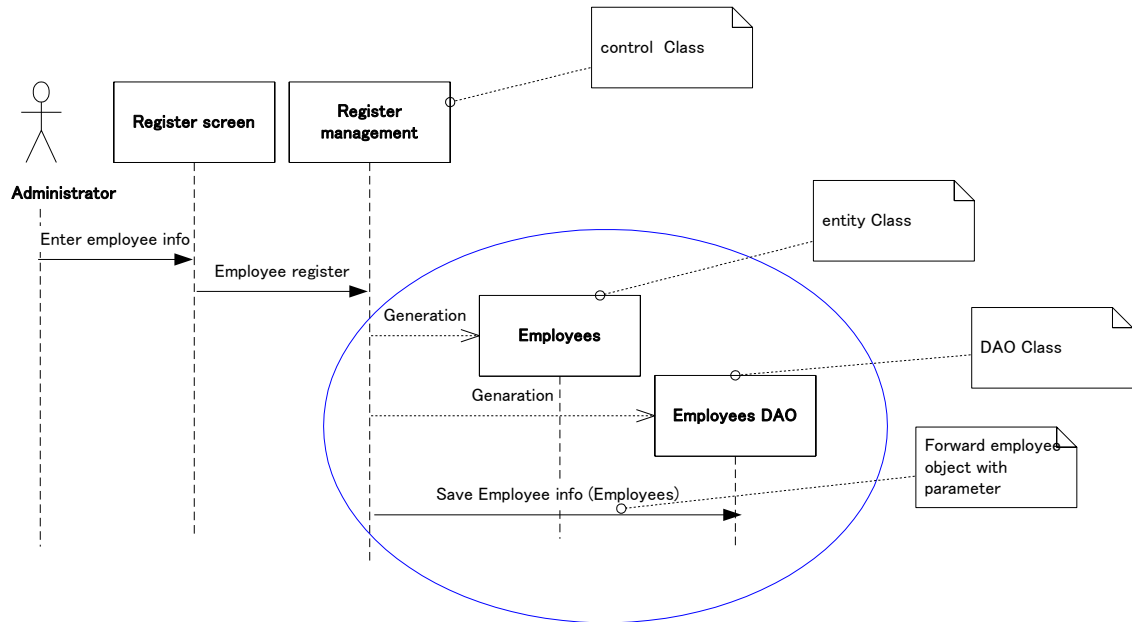 control Class
Register screen
Register
management
Administrator
entity Class
Enter employee info
Employee register
Generation
Employees
DAO Class
Genaration
Employees DAO
Forward employee
object with
parameter
Save Employee info (Employees)